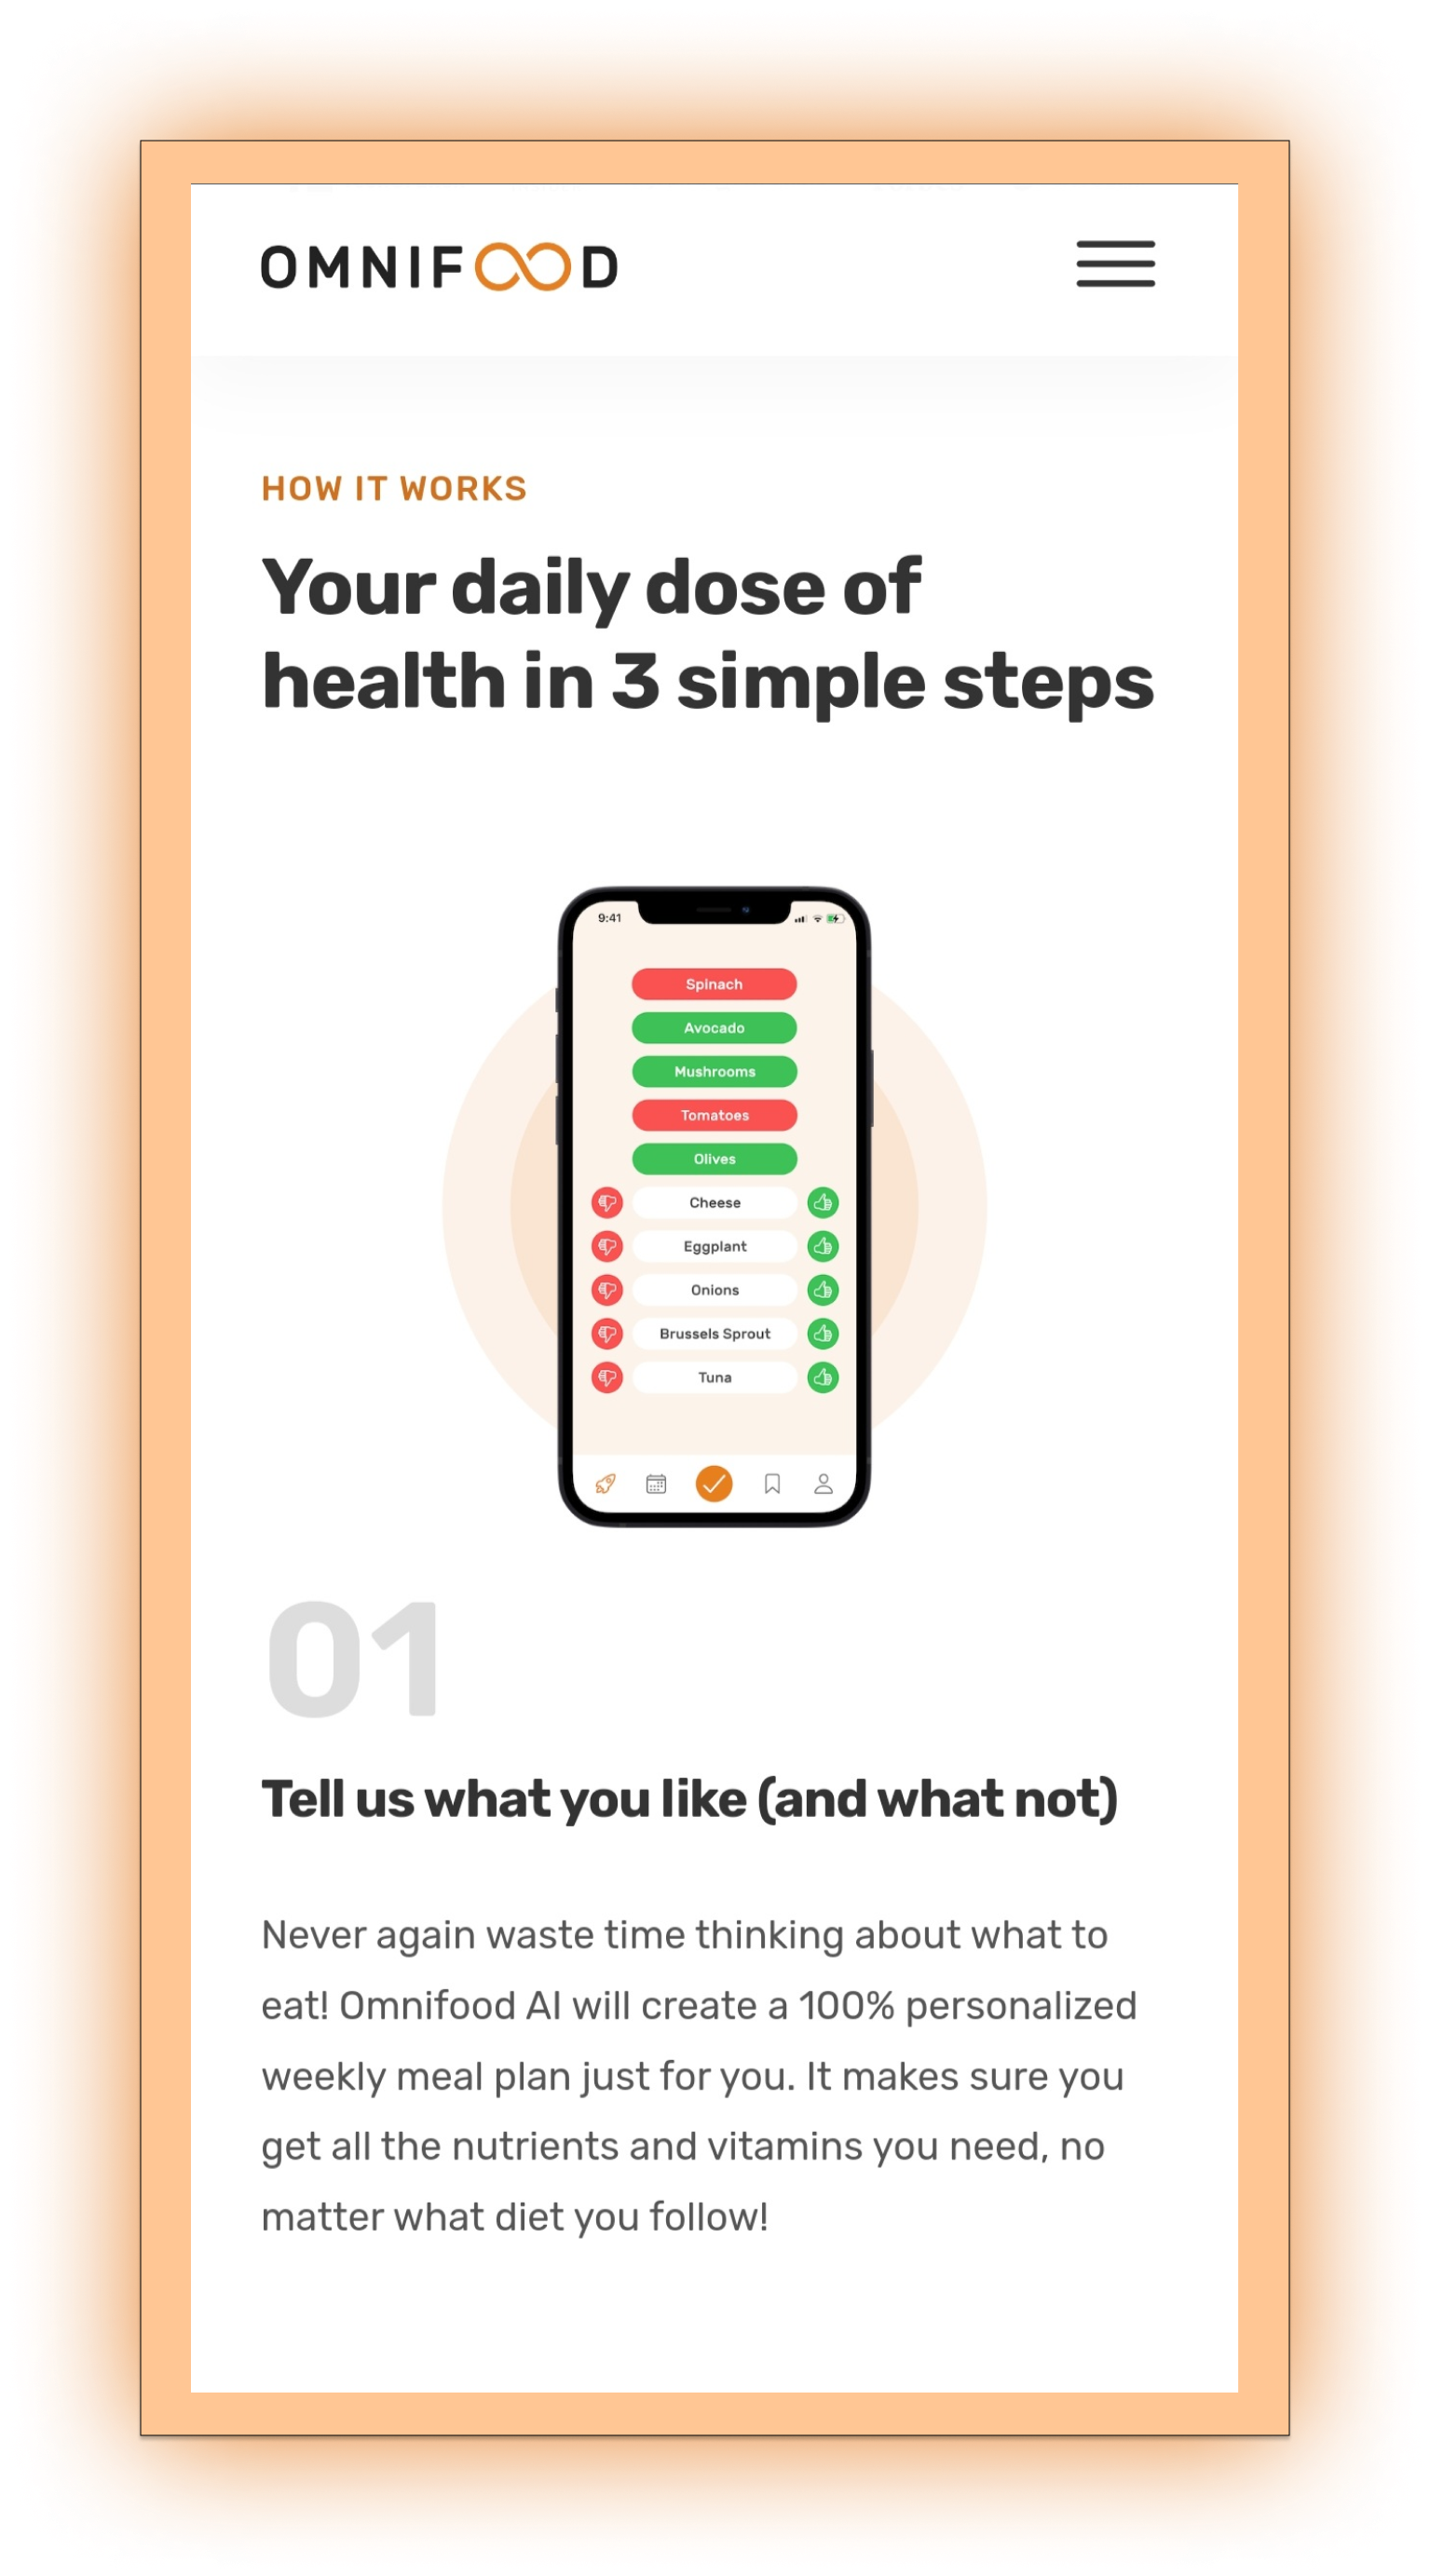 OMNIFOOD
HOW IT WORKS
Your daily dose of
health in 3 simple steps
9:41
Spinach
Avocado
Mushrooms
Tomatoes
Olives
Cheese
Eggplant
Onions
Brussels Sprout
Tuna
01
Tell us what you like (and what not)
Never again waste time thinking about what to
eat! Omnifood AI will create a 100% personalized
weekly meal plan just for you. It makes sure you
get all the nutrients and vitamins you need, no
matter what diet you follow!